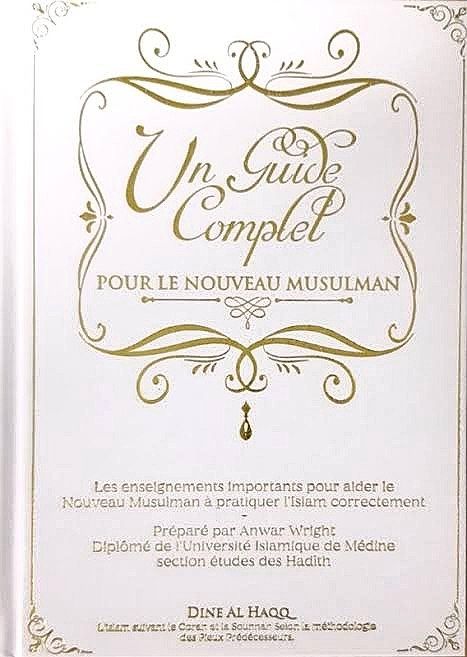 Un Guide
Complet
POUR LE NOUVEAU MUSULMAN
Les enseignements importants pour aider le
Nouveau Musulman à pratiquer l'Islam correctement
-
Préparé par Anwar Wright
Diplômé de l'Université Islamique de Médine
section études des Hadith
DINE AL HAQQ
L'Islam suivant le Coran et la Sounnah Selon la méthodologie
des Pieux Prédécesseurs.